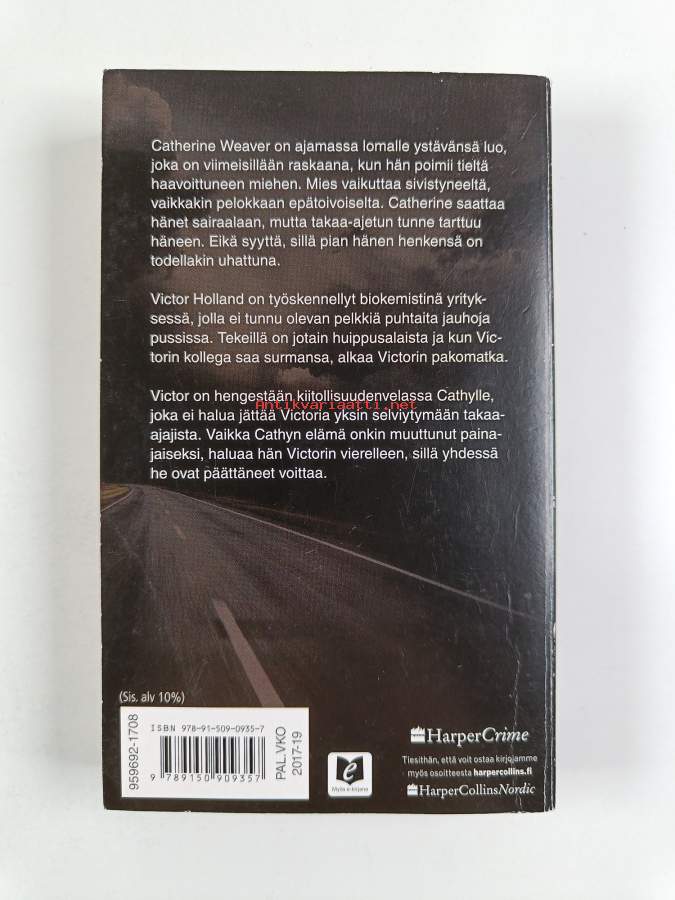 Catherine Weaver on ajamassa lomalle ystävänsä luo,
joka on viimeisillään raskaana, kun hän poimii tieltä
haavoittuneen miehen. Mies vaikuttaa sivistyneeltä,
vaikkakin pelokkaan epätoivoiselta. Catherine saattaa
hänet sairaalaan, mutta takaa-ajetun tunne tarttuu
häneen. Eikä syyttä, sillä pian hänen henkensä on
todellakin uhattuna.
Victor Holland on työskennellyt biokemistinä yrityk-
sessä, jolla ei tunnu olevan pelkkiä puhtaita jauhoja
pussissa. Tekeillä on jotain huippusalaista ja kun Vic-
torin kollega saa surmansa, alkaa Victorin pakomatka.
Victor on hengestään kiitollisuudenvelassa Cathylle,
Antikvariaatti.net
joka ei halua jättää Victoria yksin selviytymään takaa-
ajajista. Vaikka Cathyn elämä onkin muuttunut paina-
jaiseksi, haluaa hän Victorin vierelleen, sillä yhdessä
he ovat päättäneet voittaa.
(Sis. alv 10%)
959692-1708
ISBN 978-91-509-0935-7
9 789150 909357
PAL.VKO
2017-19
e
Myös e-kirjana
HarperCrime
Tiesithän, että voit ostaa kirjojamme
myös osoitteesta harpercollins.fi
HarperCollinsNordic